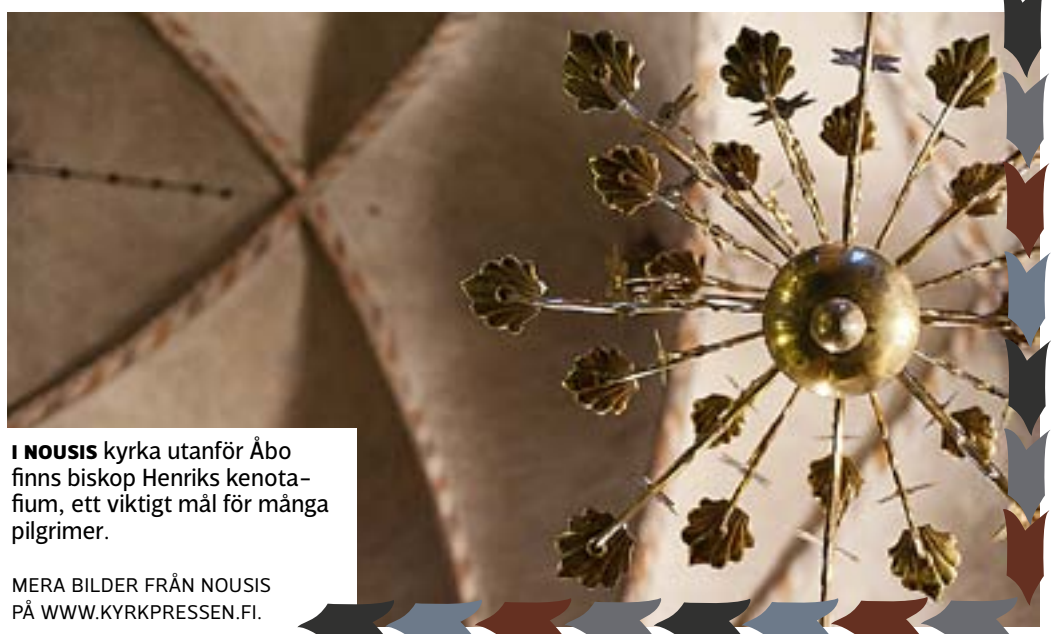 I NOUSIS kyrka utanför Åbo
finns biskop Henriks kenota-
fium, ett viktigt mål för många
pilgrimer.
MERA BILDER FRÅN NOUSIS
PÅ WWW.KYRKPRESSEN.FI.